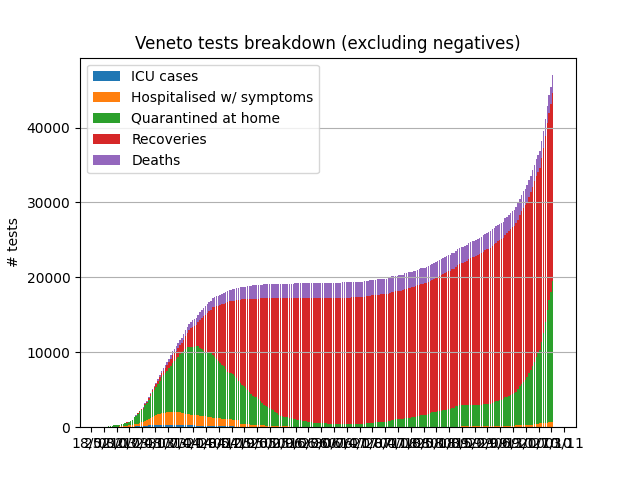 Veneto tests breakdown (excluding negatives)
ICU cases
Hospitalised w/ symptoms
Quarantined at home
Recoveries
Deaths
# tests
40000
30000
20000
10000
0